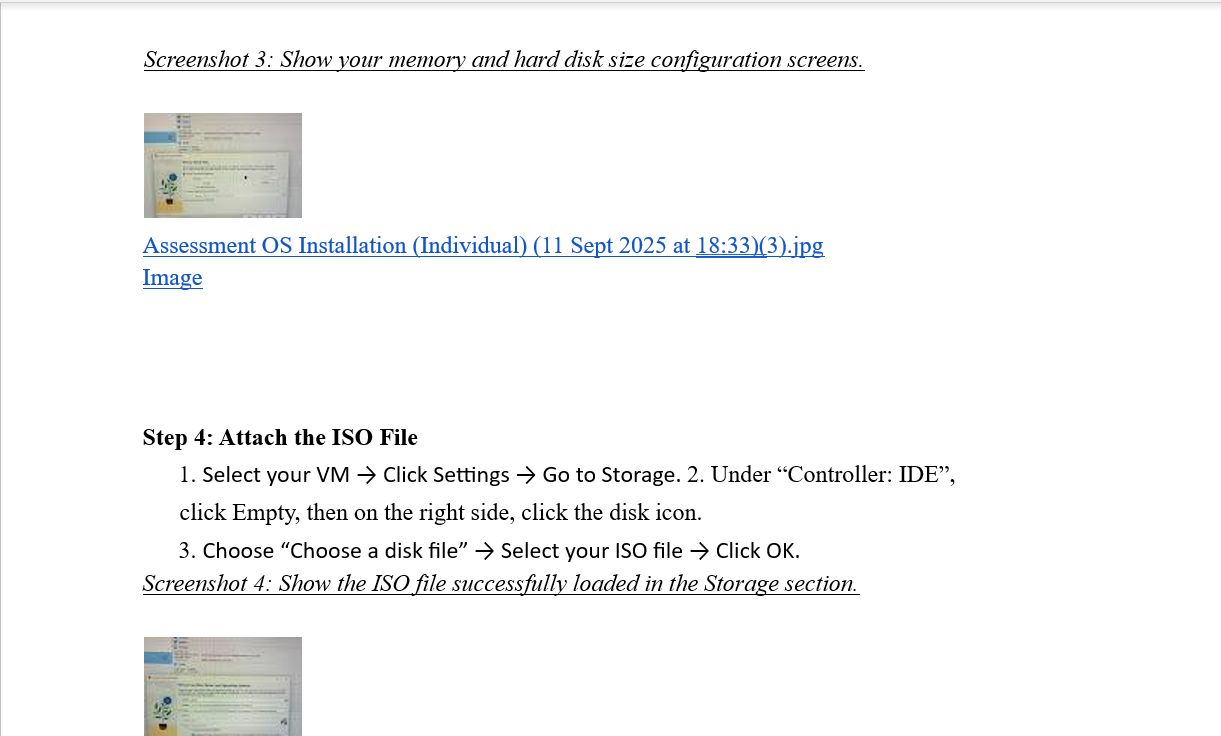 Screenshot 3: Show your memory and hard disk size configuration screens.
Assessment OS Installation (Individual) (11 Sept 2025 at 18:33)(3).jpg
Image
Step 4: Attach the ISO File
1. Select your VM → Click Settings → Go to Storage. 2. Under “Controller: IDE”,
click Empty, then on the right side, click the disk icon.
3. Choose “Choose a disk file” → Select your ISO file → Click OK.
Screenshot 4: Show the ISO file successfully loaded in the Storage section.